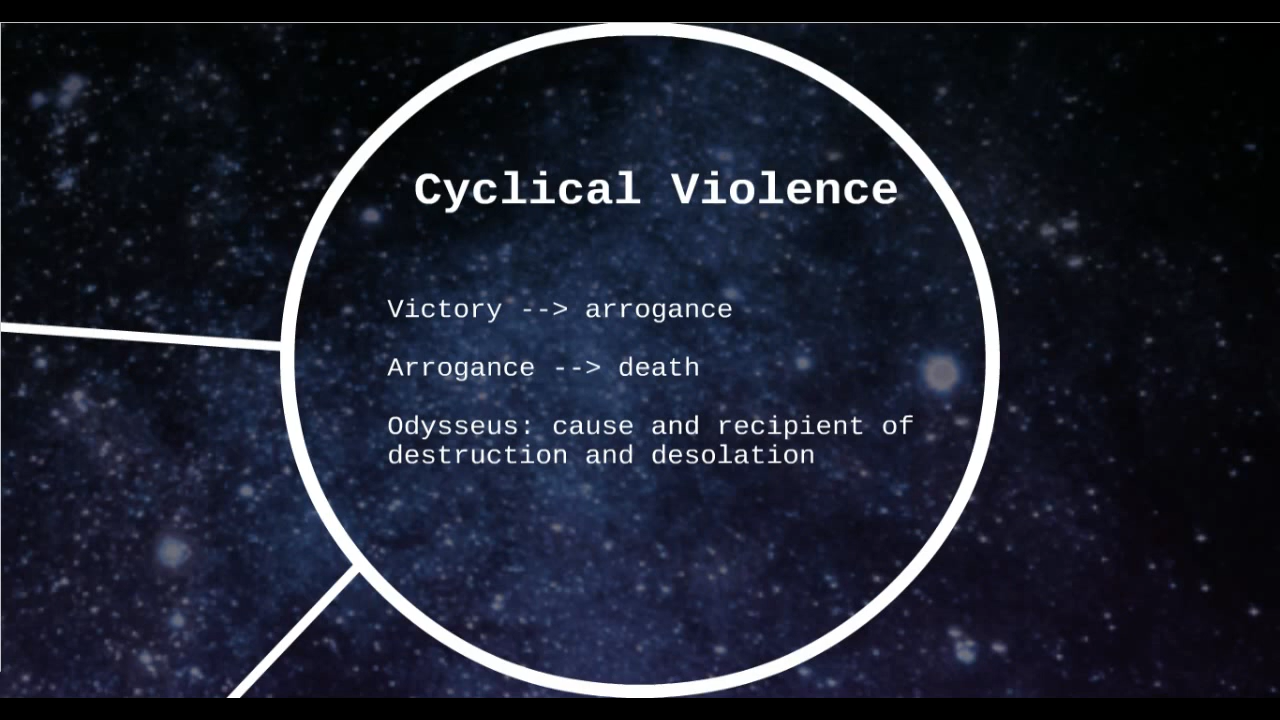 Cyclical Violence
Victory --> arrogance
Arrogance --> death
Odysseus: cause and recipient of
destruction and desolation